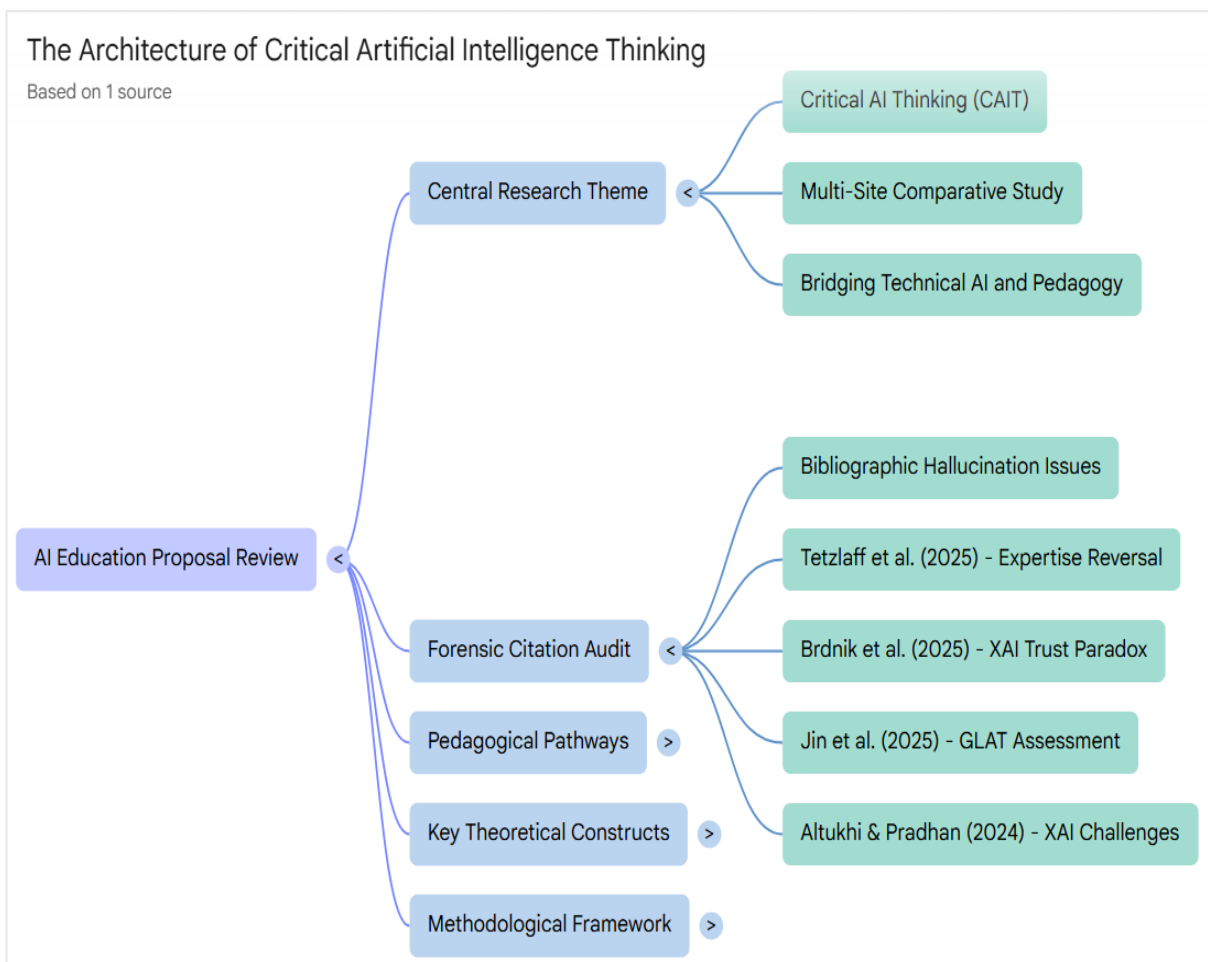 The Architecture of Critical Artificial Intelligence Thinking
Based on 1 source
Critical AI Thinking (CAIT)
Central Research Theme
<
Multi-Site Comparative Study
Bridging Technical AI and Pedagogy
Bibliographic Hallucination Issues
AI Education Proposal Review
<
Tetzlaff et al. (2025) - Expertise Reversal
Forensic Citation Audit
<
Brdnik et al. (2025) - XAI Trust Paradox
Pedagogical Pathways
>
Jin et al. (2025) - GLAT Assessment
Key Theoretical Constructs
>
Altukhi & Pradhan (2024) - XAI Challenges
Methodological Framework
>